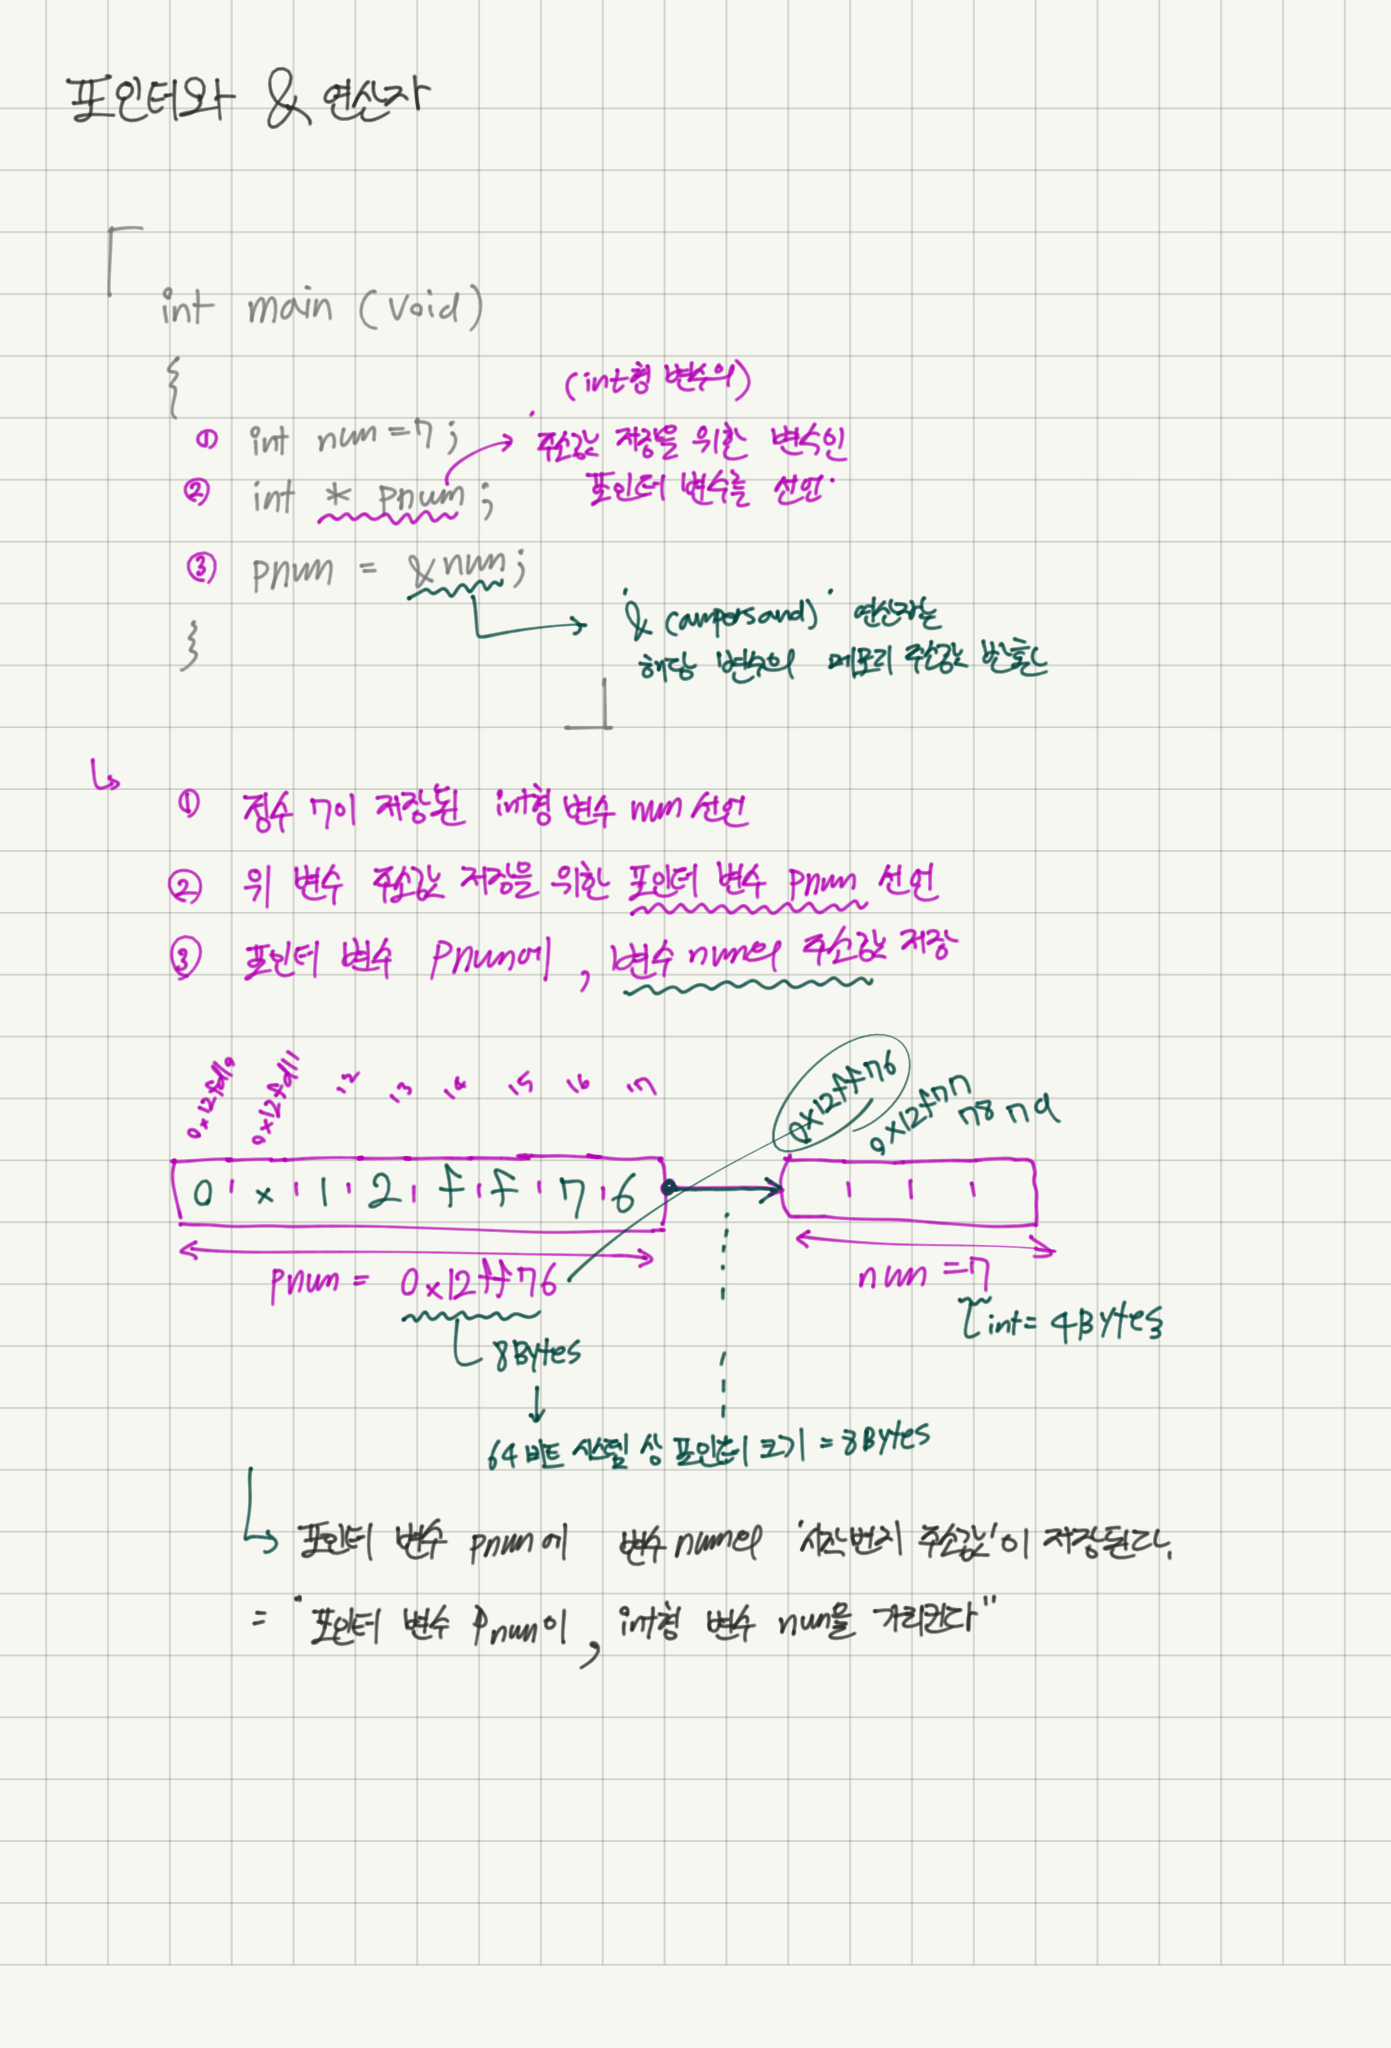 포인터와 & 연산자
int main (void)
{
(int형 변수의)
① int num = 7;
주소값 저장을 위한 변수인
② int * pnum;
포인터 변수를 선언
③ pnum = &num;
'& (ampersand)' 연산자는
해당 변수의 메모리 주소값 반환
}
① 정수 7이 저장된 int형 변수 num 선언
② 위 변수 주소값 저장을 위한 포인터 변수 pnum 선언
③ 포인터 변수 pnum에, 변수 num의 주소값 저장
0x12fd11 12 13 14 15 16 17
0x12ff76 78 79
0 x 1 2 f f 7 6
pnum = 0x12ff76
num = 7
int = 4Bytes
8Bytes
64비트 시스템 상 포인터 크기 = 8Bytes
포인터 변수 pnum에 변수 num의 '시작번지 주소값'이 저장된다.
= "포인터 변수 Pnum이, int형 변수 num을 가리킨다"